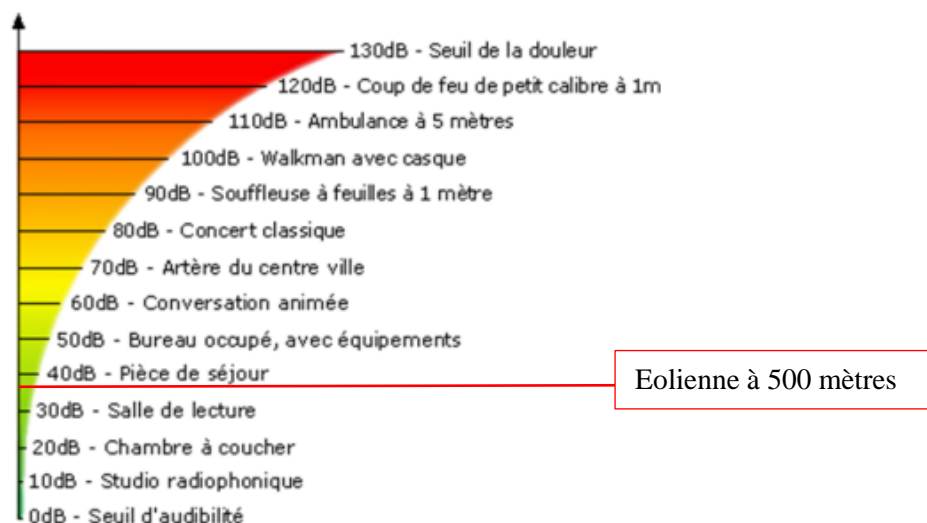 130dB - Seuil de la douleur
120dB - Coup de feu de petit calibre à 1m
110dB - Ambulance à 5 mètres
100dB - Walkman avec casque
90dB - Souffleuse à feuilles à 1 mètre
80dB - Concert classique
70dB - Artère du centre ville
60dB - Conversation animée
50dB - Bureau occupé, avec équipements
40dB - Pièce de séjour
Eolienne à 500 mètres
30dB - Salle de lecture
20dB - Chambre à coucher
10dB - Studio radiophonique
0dB - Seuil d'audibilité